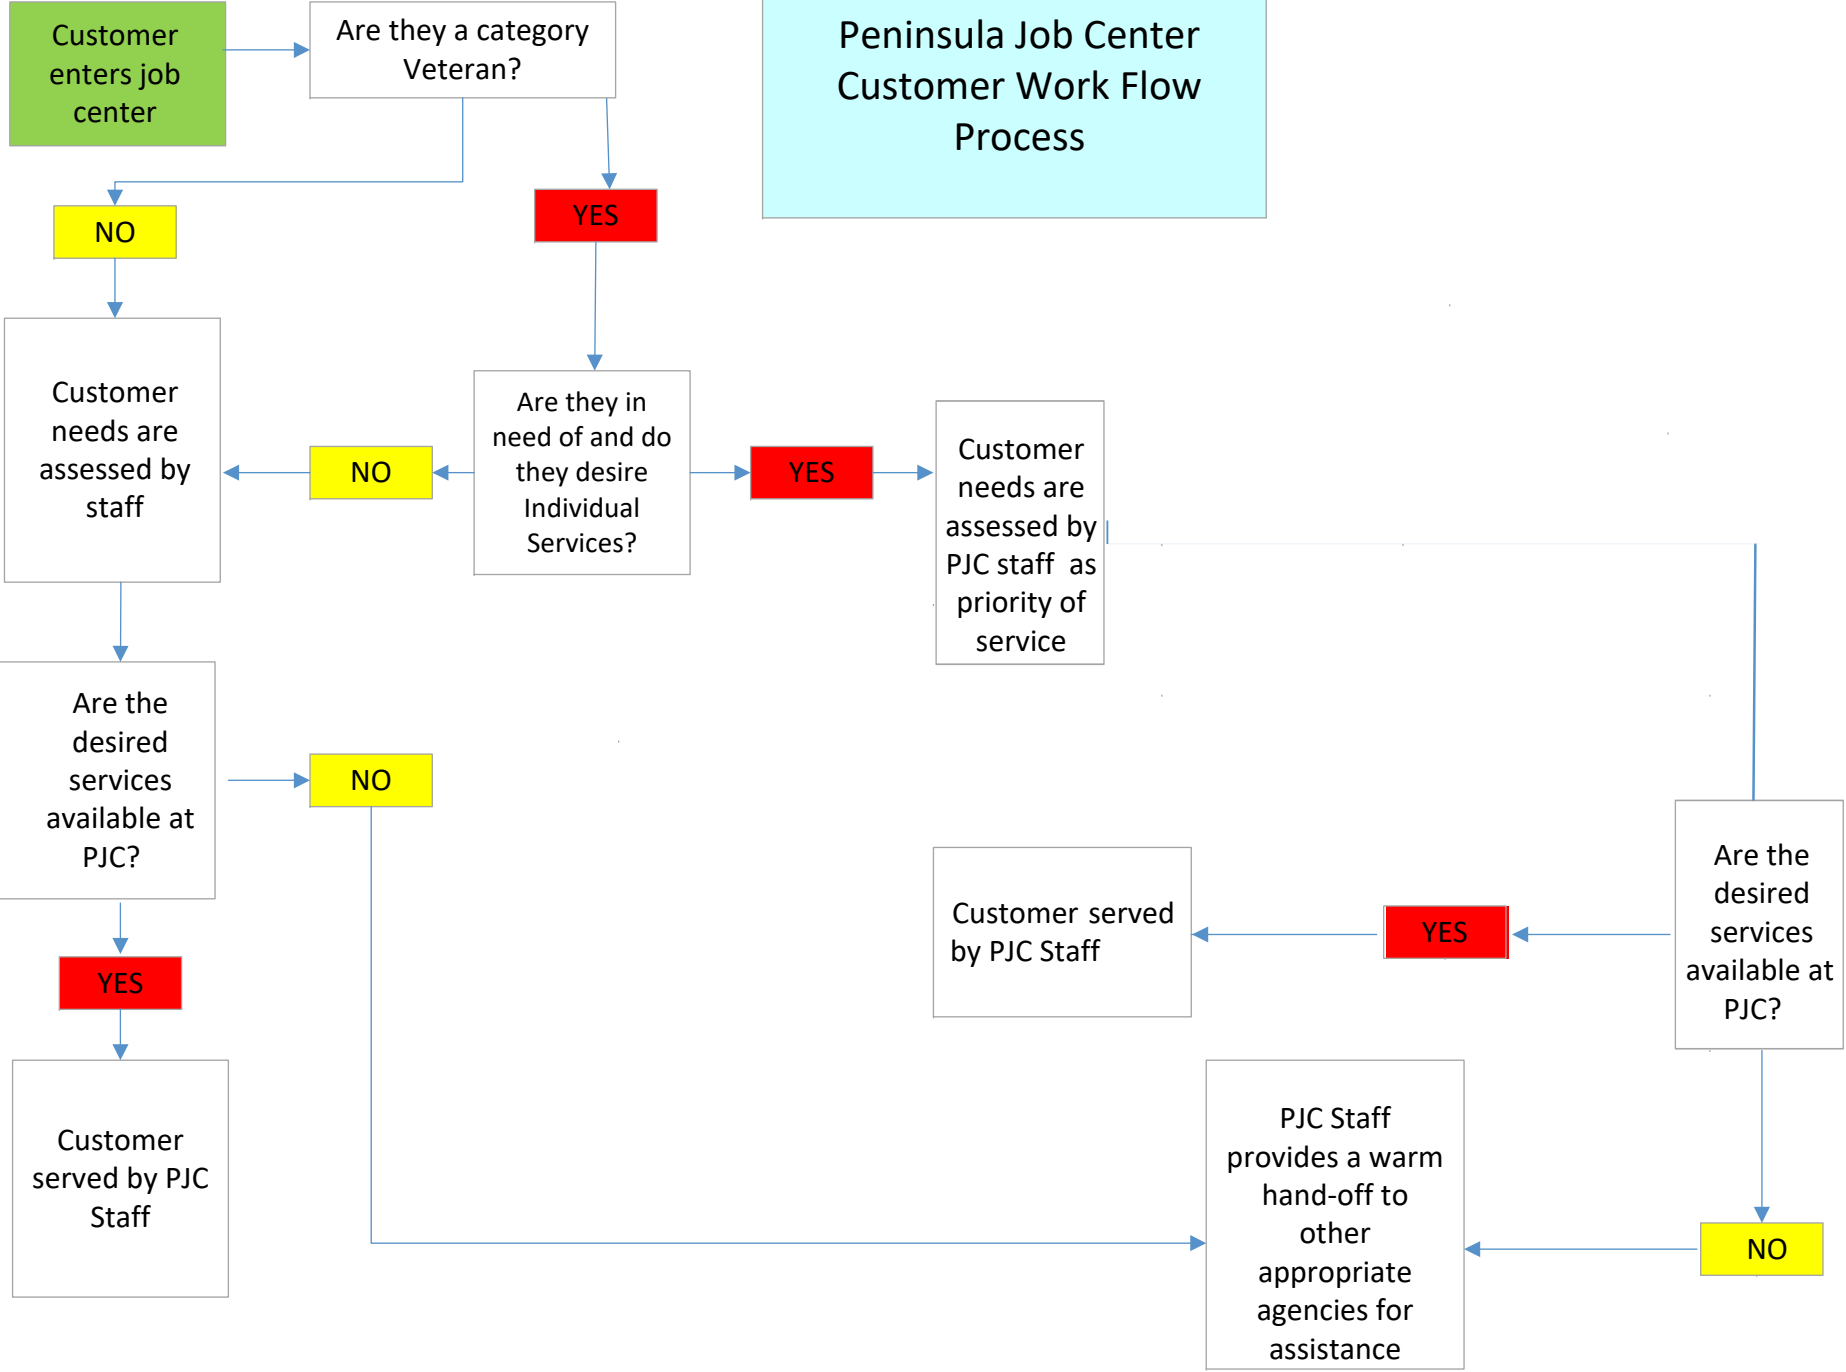 Customer
enters job
center
Are they a category
Veteran?
Peninsula Job Center
Customer Work Flow
Process
NO
YES
Customer
needs are
assessed by
staff
NO
Are they in
need of and do
they desire
Individual
Services?
YES
Customer
needs are
assessed by
PJC staff as
priority of
service
Are the
desired
services
available at
PJC?
NO
YES
Customer
served by PJC
Staff
Customer served
by PJC Staff
YES
Are the
desired
services
available at
PJC?
PJC Staff
provides a warm
hand-off to
other
appropriate
agencies for
assistance
NO